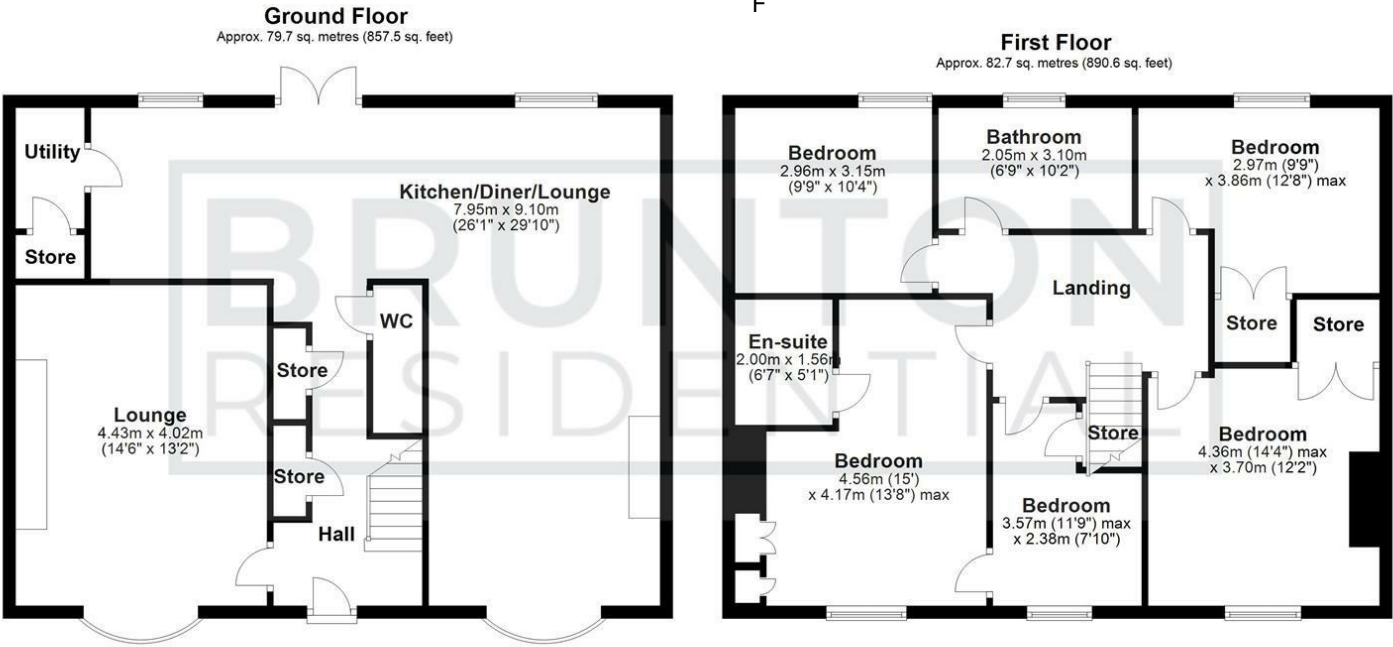 F
Ground Floor
Approx. 79.7 sq. metres (857.5 sq. feet)
Utility
Store
Kitchen/Diner/Lounge
7.95m x 9.10m
(26'1" x 29'10")
WC
Store
Lounge
4.43m x 4.02m
(14'6" x 13'2")
Store
Hall
First Floor
Approx. 82.7 sq. metres (890.6 sq. feet)
Bedroom
2.96m x 3.15m
(9'9" x 10'4")
Bathroom
2.05m x 3.10m
(6'9" x 10'2")
Bedroom
2.97m (9'9")
x 3.86m (12'8") max
Landing
En-suite
2.00m x 1.56m
(6'7" x 5'1")
Store
Store
Store
Bedroom
4.56m (15')
x 4.17m (13'8") max
Bedroom
3.57m (11'9") max
x 2.38m (7'10")
Bedroom
4.36m (14'4") max
x 3.70m (12'2")
BRUNTON
RESIDENTIAL